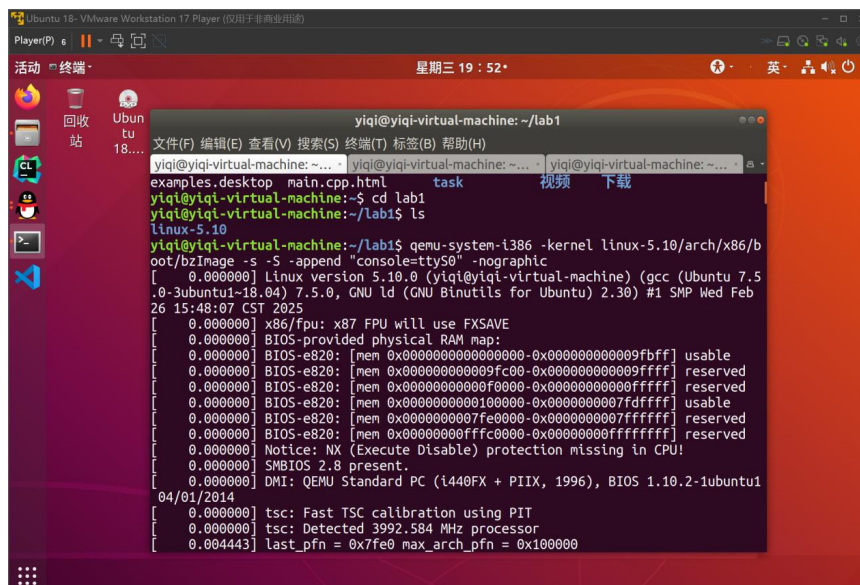 Ubuntu 18- VMware Workstation 17 Player (仅用于非商业用途)
Player(P) 6
活动 终端
星期三 19：52
英
回收站
Ubuntu 18....
yiqi@yiqi-virtual-machine: ~/lab1
文件(F) 编辑(E) 查看(V) 搜索(S) 终端(T) 标签(B) 帮助(H)
yiqi@yiqi-virtual-machine: ~... yiqi@yiqi-virtual-machine: ~... yiqi@yiqi-virtual-machine: ~...
examples.desktop main.cpp.html task 视频 下载
yiqi@yiqi-virtual-machine:~$ cd lab1
yiqi@yiqi-virtual-machine:~/lab1$ ls
linux-5.10
yiqi@yiqi-virtual-machine:~/lab1$ qemu-system-i386 -kernel linux-5.10/arch/x86/b
oot/bzImage -s -S -append "console=ttyS0" -nographic
[    0.000000] Linux version 5.10.0 (yiqi@yiqi-virtual-machine) (gcc (Ubuntu 7.5
.0-3ubuntu1~18.04) 7.5.0, GNU ld (GNU Binutils for Ubuntu) 2.30) #1 SMP Wed Feb
26 15:48:07 CST 2025
[    0.000000] x86/fpu: x87 FPU will use FXSAVE
[    0.000000] BIOS-provided physical RAM map:
[    0.000000] BIOS-e820: [mem 0x0000000000000000-0x000000000009fbff] usable
[    0.000000] BIOS-e820: [mem 0x000000000009fc00-0x000000000009ffff] reserved
[    0.000000] BIOS-e820: [mem 0x00000000000f0000-0x00000000000fffff] reserved
[    0.000000] BIOS-e820: [mem 0x0000000000100000-0x0000000007fdffff] usable
[    0.000000] BIOS-e820: [mem 0x0000000007fe0000-0x0000000007ffffff] reserved
[    0.000000] BIOS-e820: [mem 0x00000000fffc0000-0x00000000ffffffff] reserved
[    0.000000] Notice: NX (Execute Disable) protection missing in CPU!
[    0.000000] SMBIOS 2.8 present.
[    0.000000] DMI: QEMU Standard PC (i440FX + PIIX, 1996), BIOS 1.10.2-1ubuntu1
 04/01/2014
[    0.000000] tsc: Fast TSC calibration using PIT
[    0.000000] tsc: Detected 3992.584 MHz processor
[    0.004443] last_pfn = 0x7fe0 max_arch_pfn = 0x100000
CL